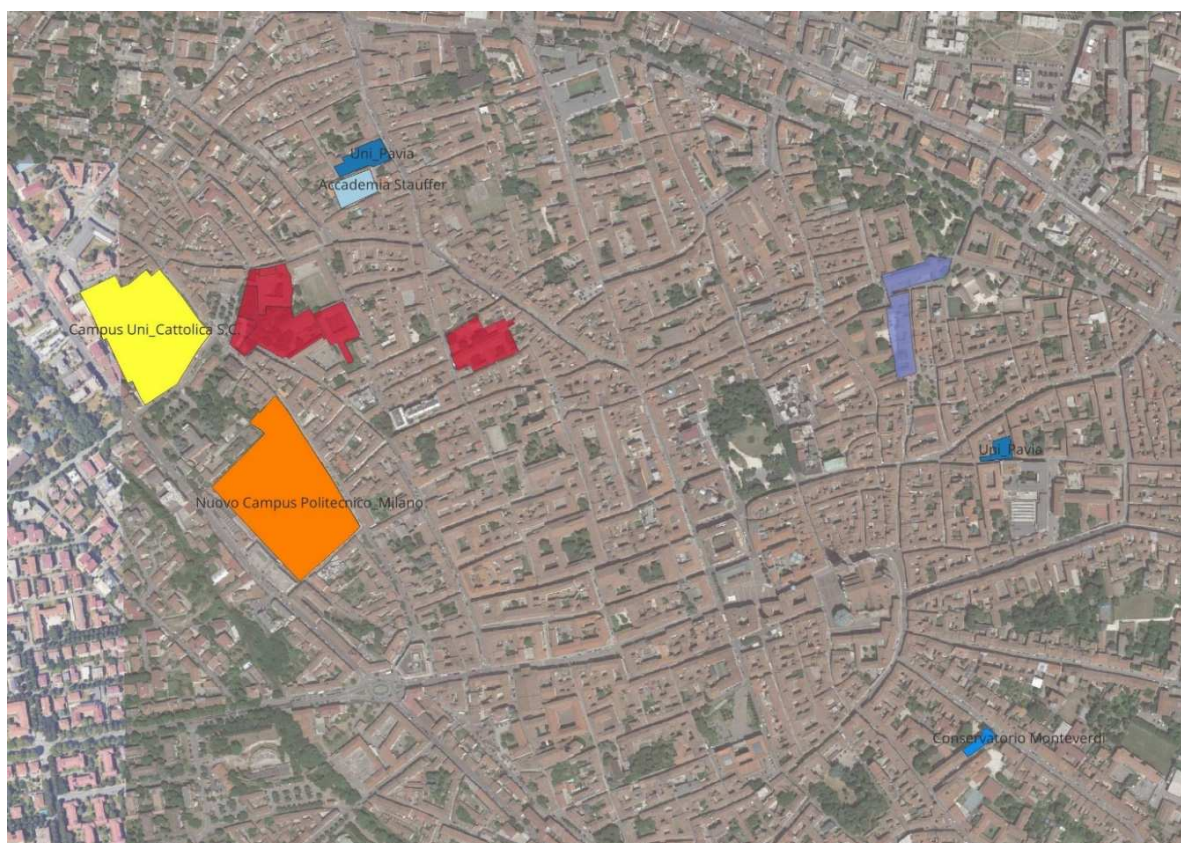 Uni_Pavia
Accademia Stauffer
Campus Uni_Cattolica S.C.
Uni_Pavia
Nuovo Campus Politecnico_Milano
Conservatorio Monteverdi